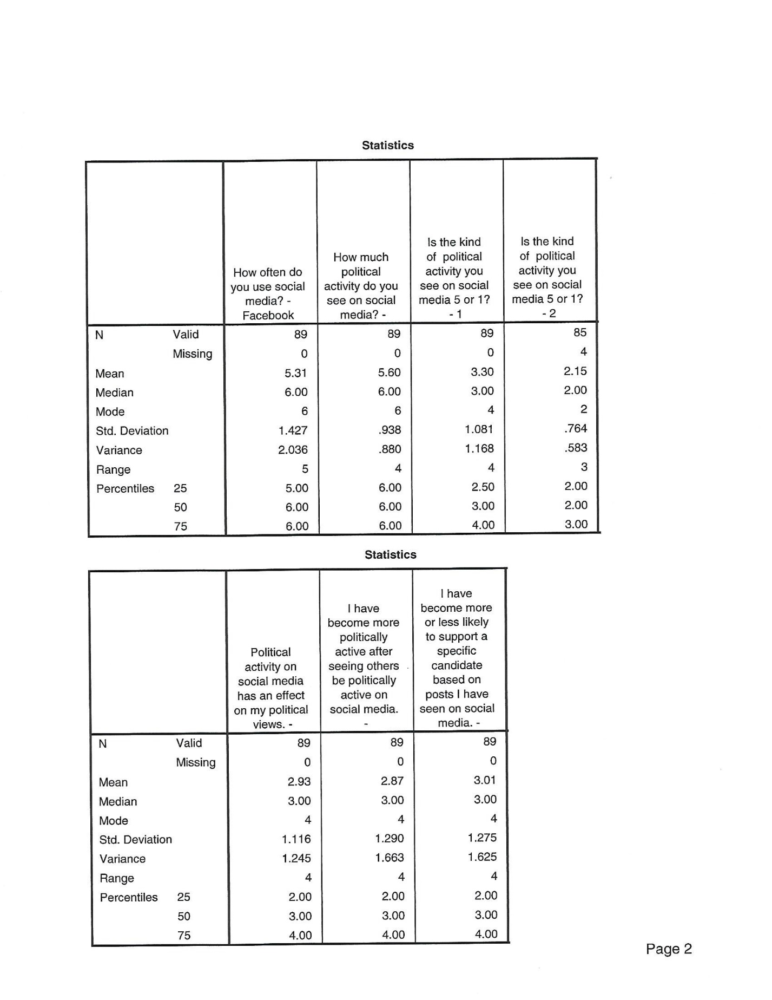 Statistics
How often do
you use social
media? -
Facebook
How much
political
activity do you
see on social
media? -
Is the kind
of political
activity you
see on social
media 5 or 1?
- 1
Is the kind
of political
activity you
see on social
media 5 or 1?
- 2
N Valid 89 89 89 85
Missing 0 0 0 4
Mean 5.31 5.60 3.30 2.15
Median 6.00 6.00 3.00 2.00
Mode 6 6 4 2
Std. Deviation 1.427 .938 1.081 .764
Variance 2.036 .880 1.168 .583
Range 5 4 4 3
Percentiles 25 5.00 6.00 2.50 2.00
50 6.00 6.00 3.00 2.00
75 6.00 6.00 4.00 3.00
Statistics
Political
activity on
social media
has an effect
on my political
views. -
I have
become more
politically
active after
seeing others
be politically
active on
social media.
-
I have
become more
or less likely
to support a
specific
candidate
based on
posts I have
seen on social
media. -
N Valid 89 89 89
Missing 0 0 0
Mean 2.93 2.87 3.01
Median 3.00 3.00 3.00
Mode 4 4 4
Std. Deviation 1.116 1.290 1.275
Variance 1.245 1.663 1.625
Range 4 4 4
Percentiles 25 2.00 2.00 2.00
50 3.00 3.00 3.00
75 4.00 4.00 4.00
Page 2